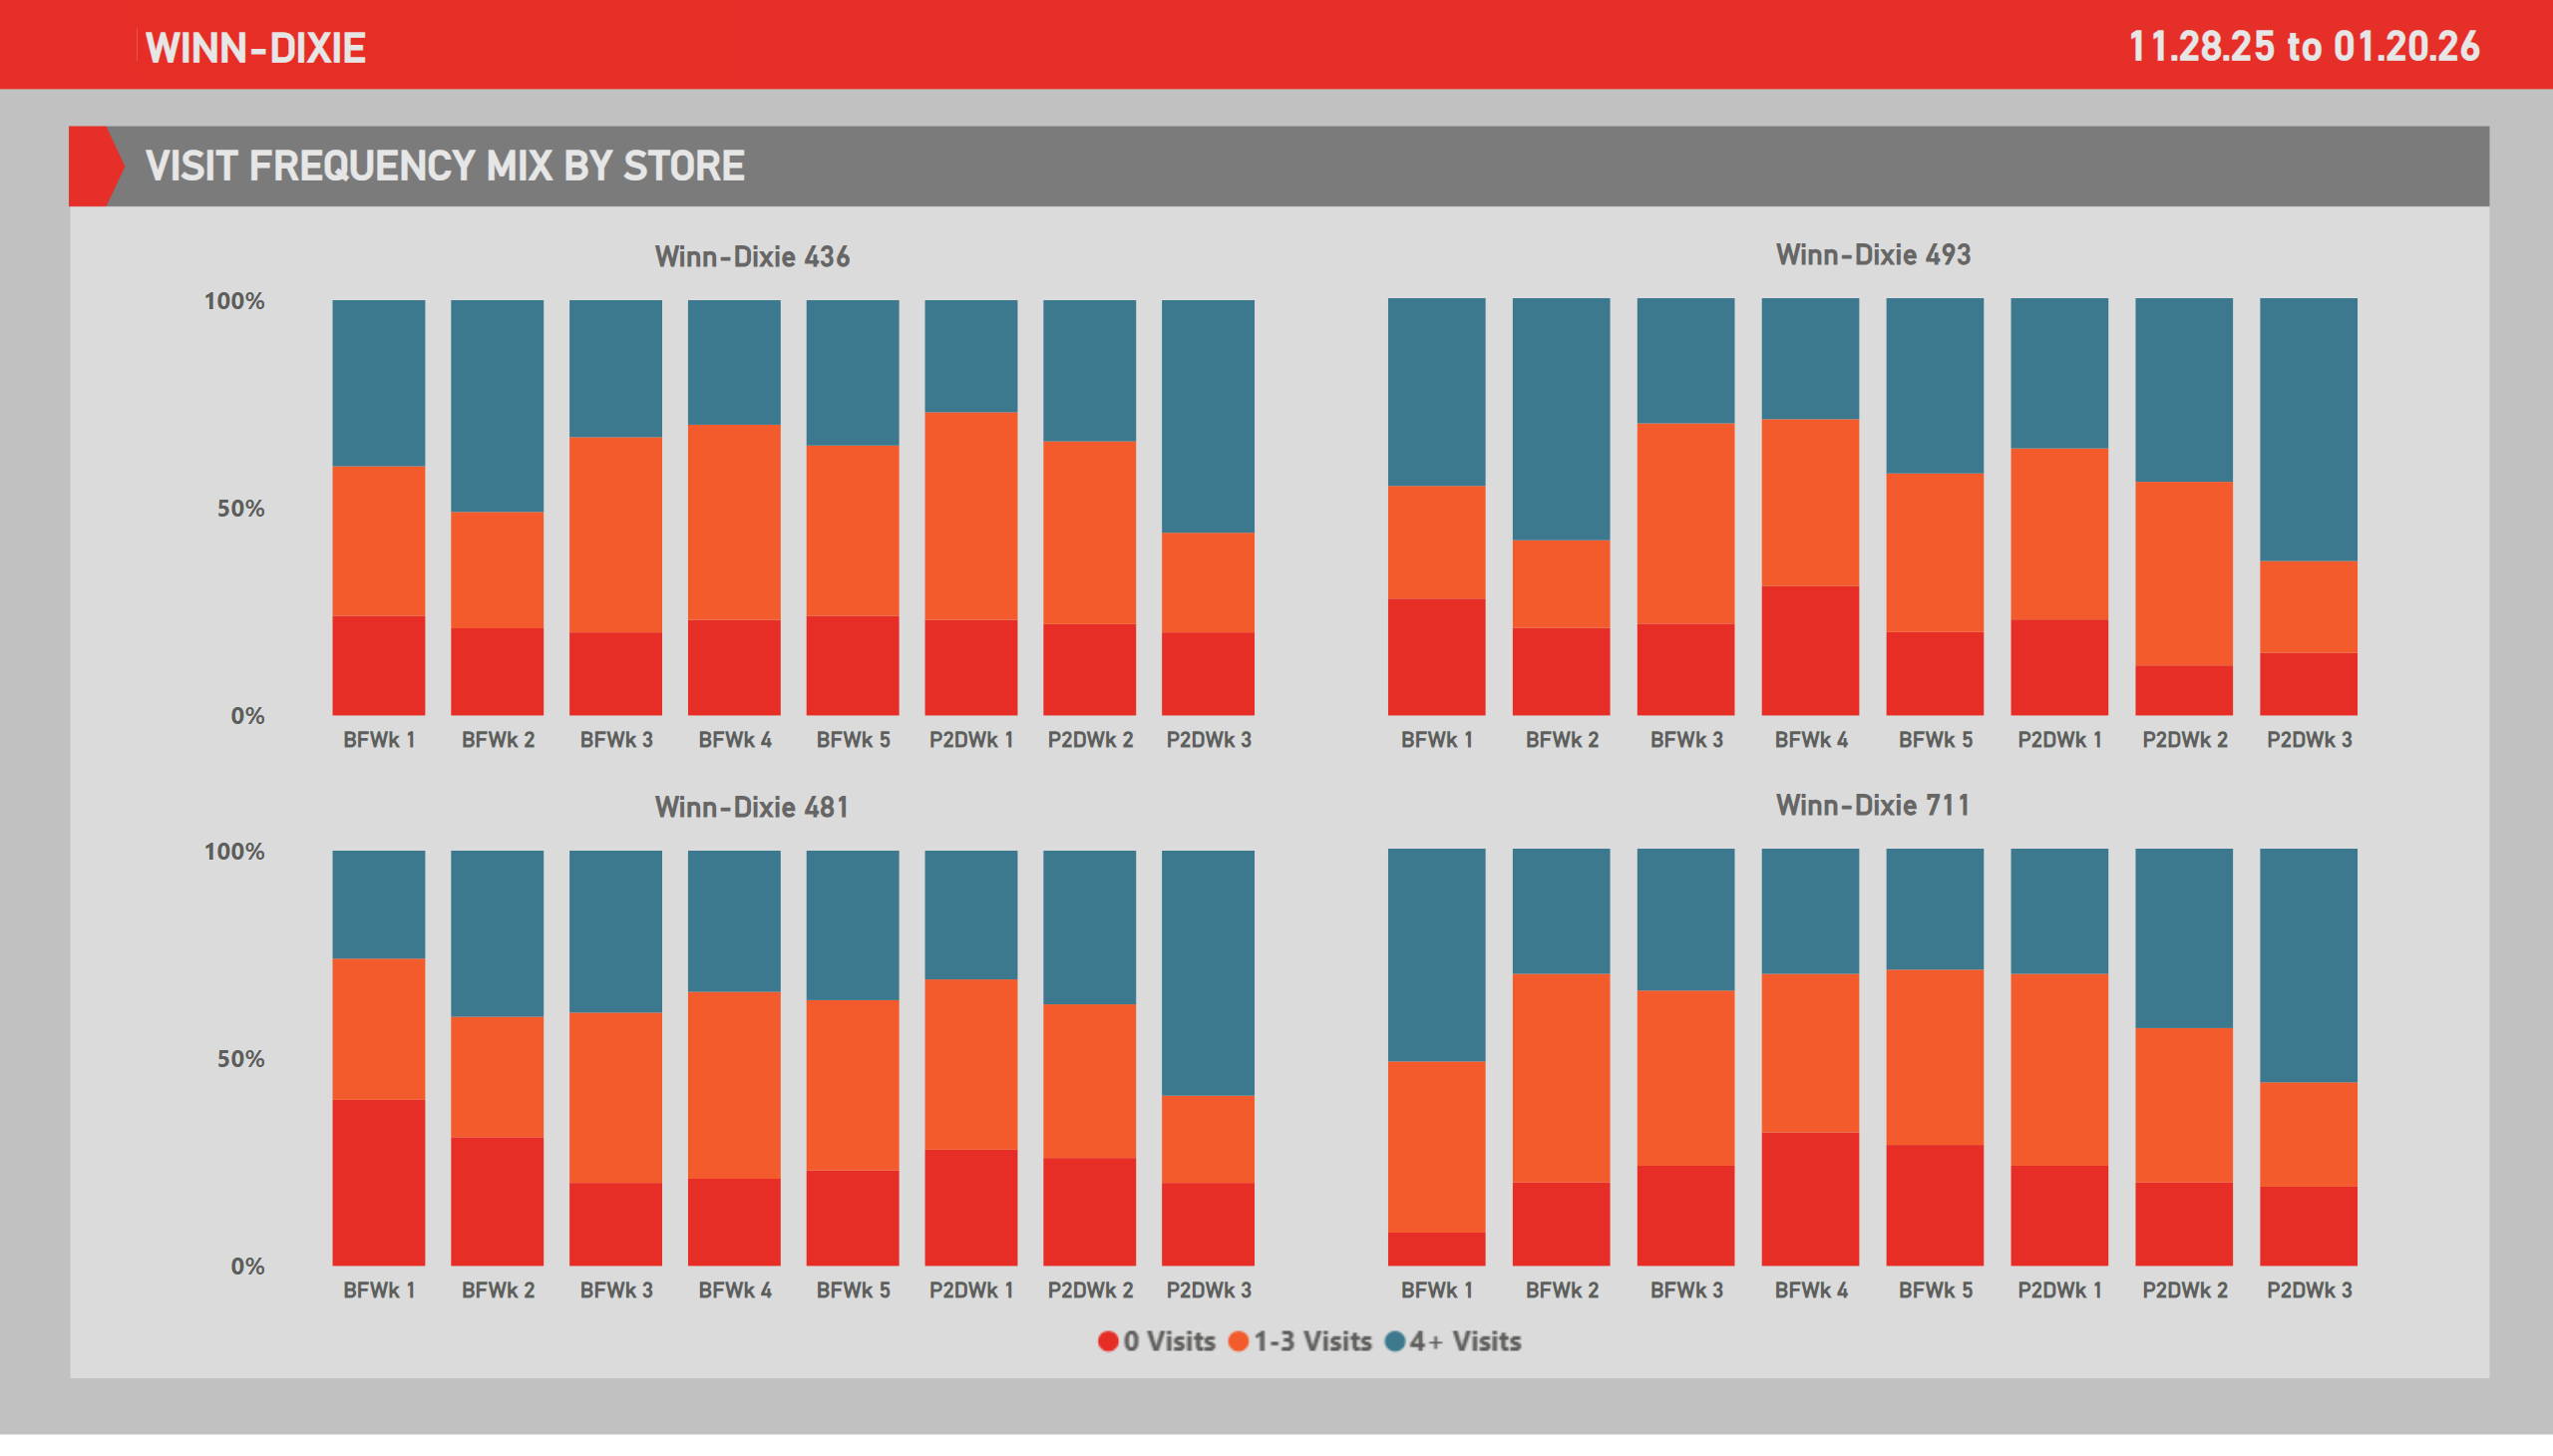 WINN-DIXIE
11.28.25 to 01.20.26
VISIT FREQUENCY MIX BY STORE
Winn-Dixie 436
100%
50%
0%
BFWk 1 BFWk 2 BFWk 3 BFWk 4 BFWk 5 P2DWk 1 P2DWk 2 P2DWk 3
Winn-Dixie 493
BFWk 1 BFWk 2 BFWk 3 BFWk 4 BFWk 5 P2DWk 1 P2DWk 2 P2DWk 3
Winn-Dixie 481
100%
50%
0%
BFWk 1 BFWk 2 BFWk 3 BFWk 4 BFWk 5 P2DWk 1 P2DWk 2 P2DWk 3
Winn-Dixie 711
BFWk 1 BFWk 2 BFWk 3 BFWk 4 BFWk 5 P2DWk 1 P2DWk 2 P2DWk 3
0 Visits 1-3 Visits 4+ Visits